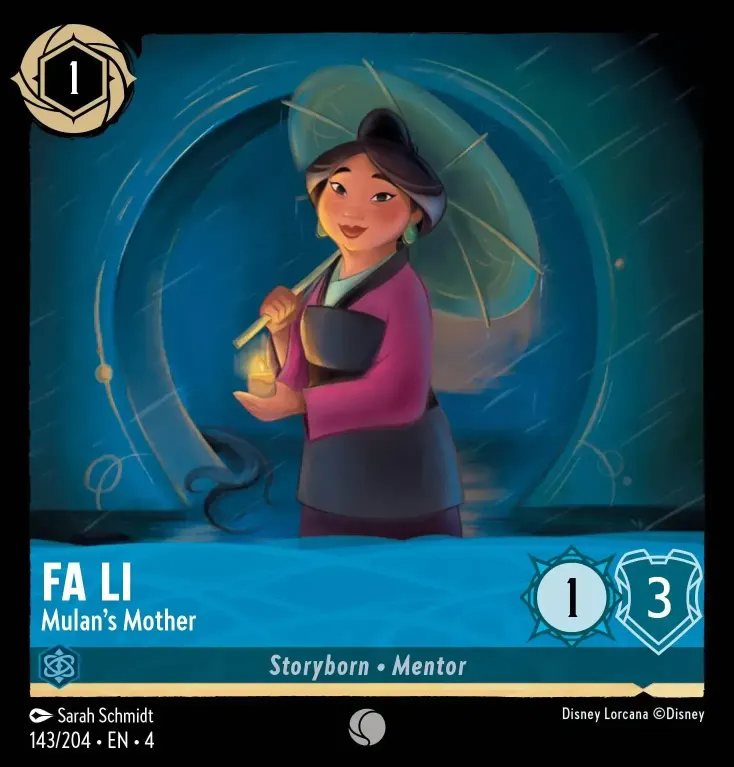 1
FA LI
Mulan's Mother
1
3
Storyborn • Mentor
Sarah Schmidt
Disney Lorcana ©Disney
143/204 • EN • 4